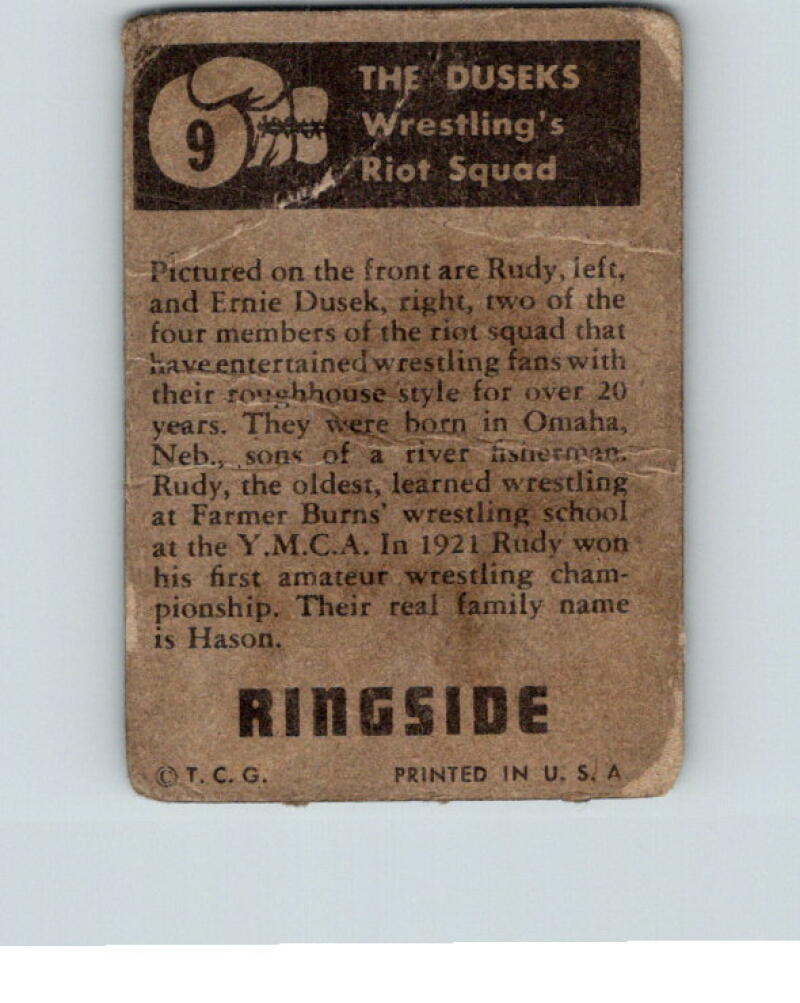 9
THE DUSEKS
Wrestling's
Riot Squad
Pictured on the front are Rudy, left,
and Ernie Dusek, right, two of the
four members of the riot squad that
have entertained wrestling fans with
their roughhouse style for over 20
years. They were born in Omaha,
Neb., sons of a river fisherman.
Rudy, the oldest, learned wrestling
at Farmer Burns' wrestling school
at the Y.M.C.A. In 1921 Rudy won
his first amateur wrestling cham-
pionship. Their real family name
is Hason.
RINGSIDE
© T. C. G.
PRINTED IN U. S. A